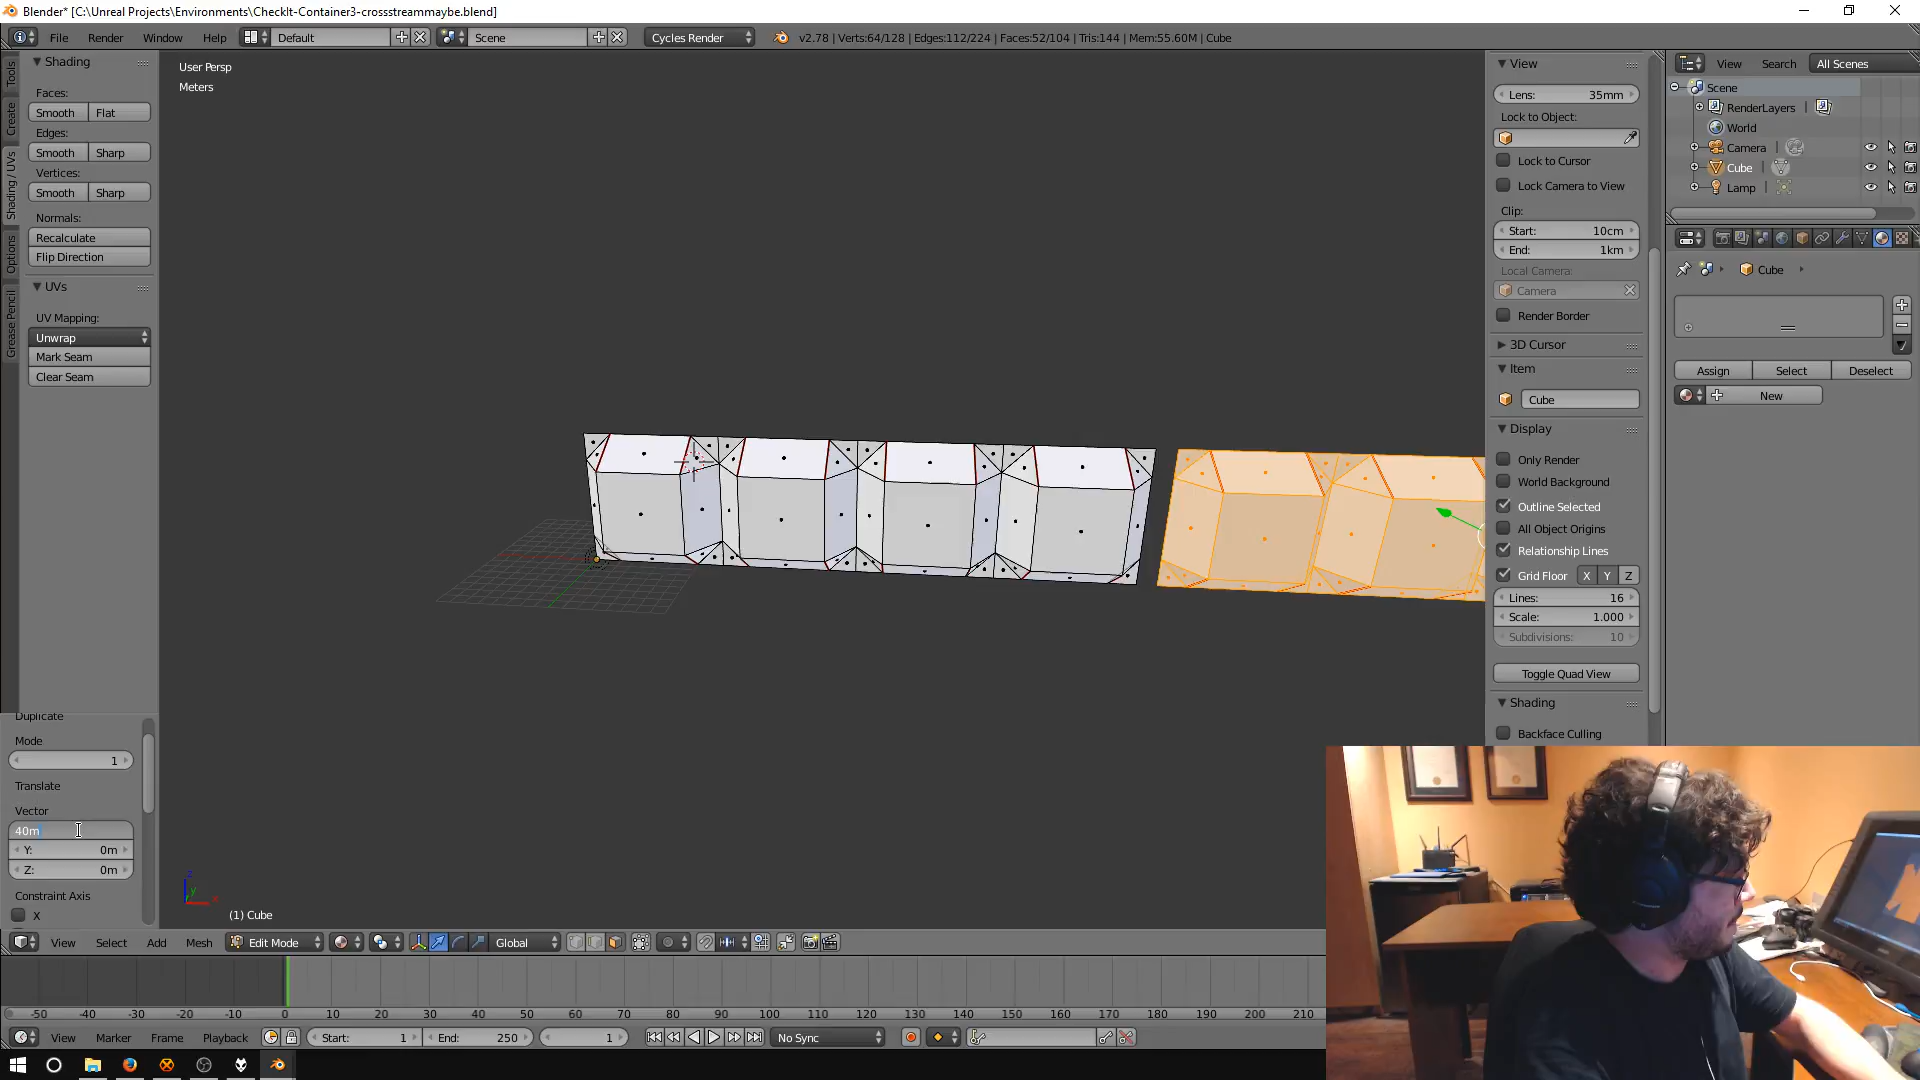 Blender* [C:\Unreal Projects\Environments\CheckIt-Container3-crossstreammaybe.blend]
File Render Window Help Default Scene Cycles Render v2.78 | Verts:64/128 | Edges:112/224 | Faces:52/104 | Tris:144 | Mem:55.60M | Cube
Tools
Create
Shading / UVs
Options
Grease Pencil
Shading
Faces:
Smooth Flat
Edges:
Smooth Sharp
Vertices:
Smooth Sharp
Normals:
Recalculate
Flip Direction
UVs
UV Mapping:
Unwrap
Mark Seam
Clear Seam
Duplicate
Mode
1
Translate
Vector
40m
Y: 0m
Z: 0m
Constraint Axis
X
User Persp
Meters
z
y
x
(1) Cube
View
Lens: 35mm
Lock to Object:
Lock to Cursor
Lock Camera to View
Clip:
Start: 10cm
End: 1km
Local Camera:
Camera
Render Border
3D Cursor
Item
Cube
Display
Only Render
World Background
Outline Selected
All Object Origins
Relationship Lines
Grid Floor X Y Z
Lines: 16
Scale: 1.000
Subdivisions: 10
Toggle Quad View
Shading
Backface Culling
View Search All Scenes
Scene
RenderLayers
World
Camera
Cube
Lamp
Cube
Assign Select Deselect
New
View Select Add Mesh Edit Mode Global
-50 -40 -30 -20 -10 0 10 20 30 40 50 60 70 80 90 100 110 120 130 140 150 160 170 180 190 200 210
View Marker Frame Playback Start: 1 End: 250 1 No Sync